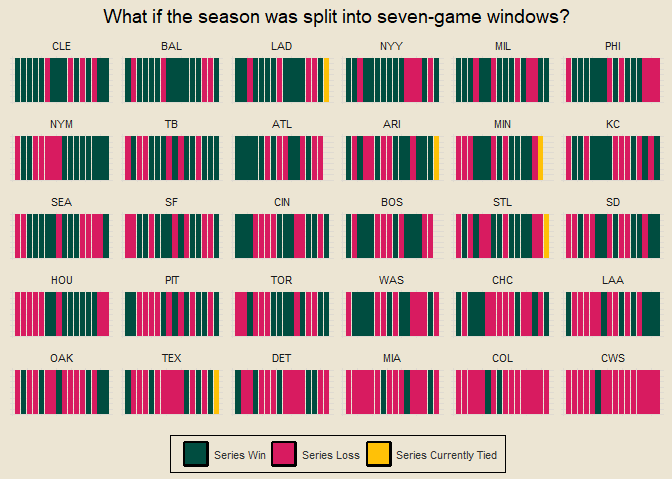 What if the season was split into seven-game windows?
CLE BAL LAD NYY MIL PHI
NYM TB ATL ARI MIN KC
SEA SF CIN BOS STL SD
HOU PIT TOR WAS CHC LAA
OAK TEX DET MIA COL CWS
Series Win Series Loss Series Currently Tied